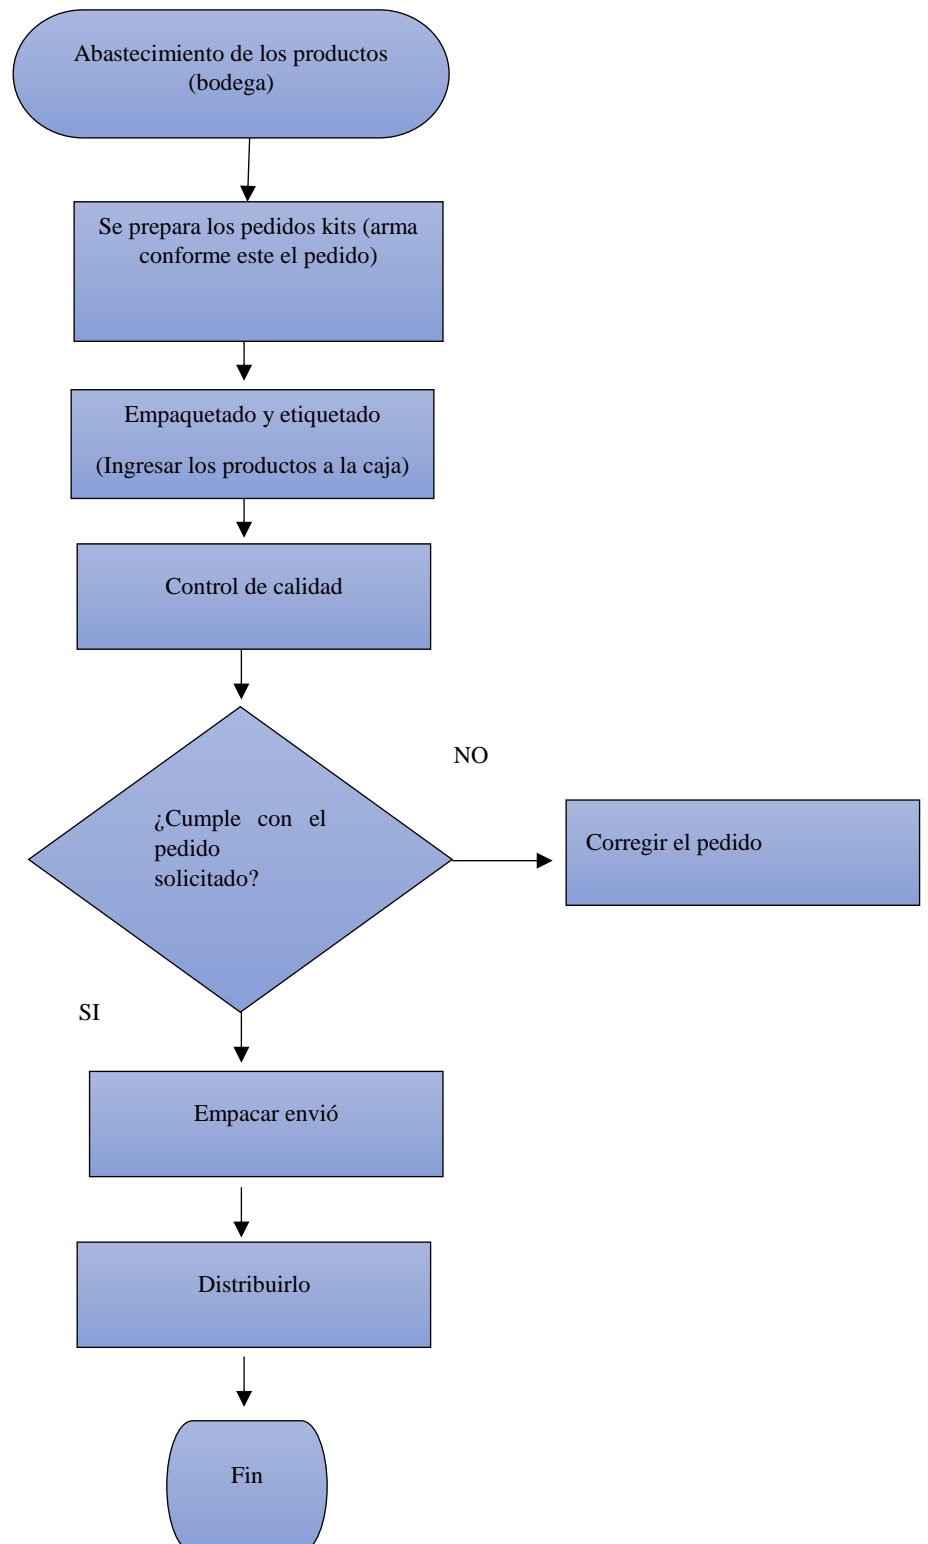 Abastecimiento de los productos
(bodega)
Se prepara los pedidos kits (arma
conforme este el pedido)
Empaquetado y etiquetado
(Ingresar los productos a la caja)
Control de calidad
NO
¿Cumple con el
pedido
solicitado?
Corregir el pedido
SI
Empacar envió
Distribuirlo
Fin